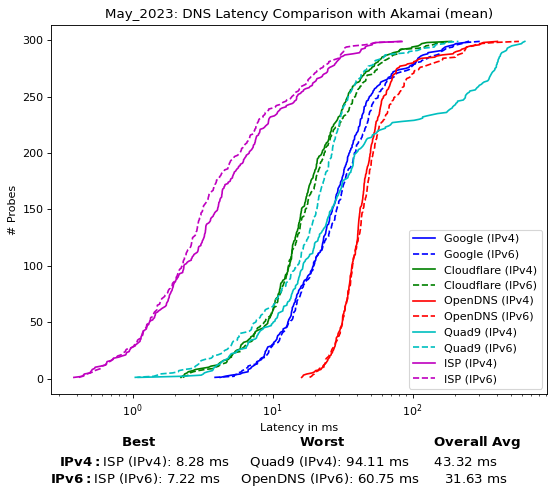 May_2023: DNS Latency Comparison with Akamai (mean)
300
250
200
150
100
50
0
# Probes
10⁰ 10¹ 10²
Latency in ms
Google (IPv4)
Google (IPv6)
Cloudflare (IPv4)
Cloudflare (IPv6)
OpenDNS (IPv4)
OpenDNS (IPv6)
Quad9 (IPv4)
Quad9 (IPv6)
ISP (IPv4)
ISP (IPv6)
Best Worst Overall Avg
IPv4: ISP (IPv4): 8.28 ms Quad9 (IPv4): 94.11 ms 43.32 ms
IPv6: ISP (IPv6): 7.22 ms OpenDNS (IPv6): 60.75 ms 31.63 ms